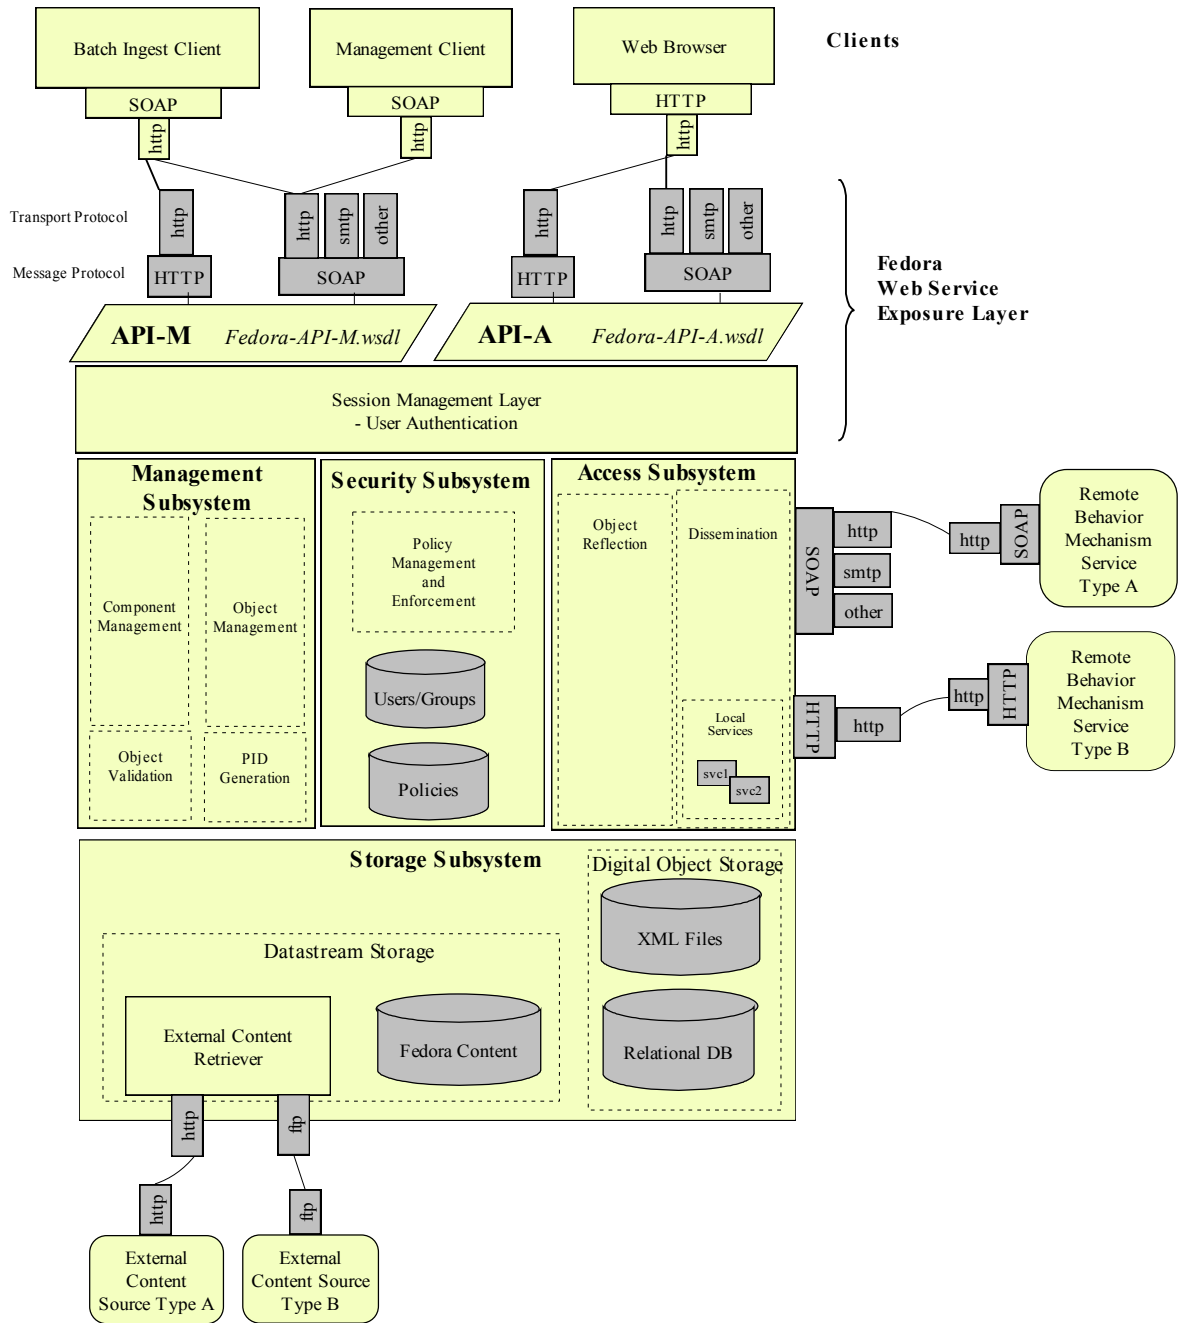 Batch Ingest Client
Management Client
Web Browser
Clients
SOAP
SOAP
HTTP
http
http
http
Transport Protocol
http
http
smtp
other
http
http
smtp
other
Message Protocol
HTTP
SOAP
HTTP
SOAP
Fedora
Web Service
Exposure Layer
API-M
Fedora-API-M.wsdl
API-A
Fedora-API-A.wsdl
Session Management Layer
- User Authentication
Management
Subsystem
Component
Management
Object
Management
Object
Validation
PID
Generation
Security Subsystem
Policy
Management
and
Enforcement
Users/Groups
Policies
Access Subsystem
Object
Reflection
Dissemination
Local
Services
svc1
svc2
SOAP
http
smtp
other
http
SOAP
Remote
Behavior
Mechanism
Service
Type A
HTTP
http
http
HTTP
Remote
Behavior
Mechanism
Service
Type B
Storage Subsystem
Digital Object Storage
XML Files
Relational DB
Datastream Storage
External Content
Retriever
Fedora Content
http
ftp
http
ftp
External
Content
Source Type A
External
Content Source
Type B